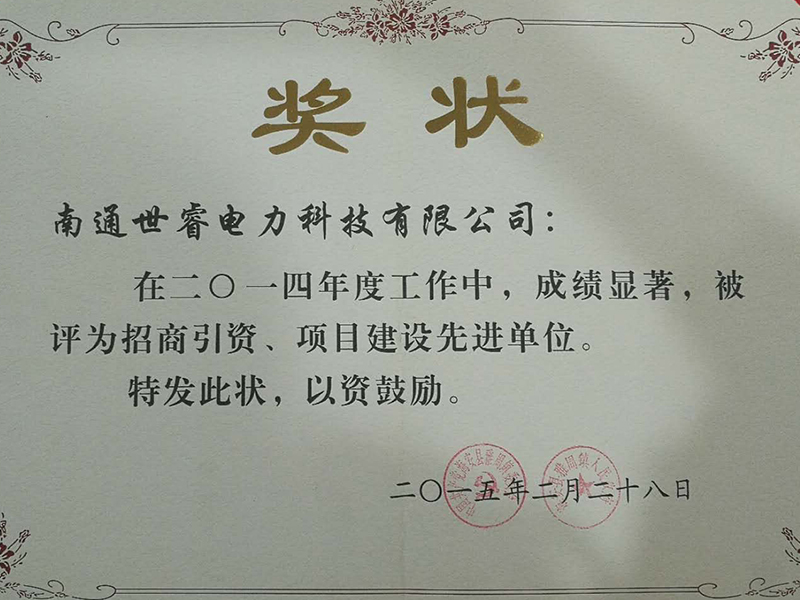 奖状
南通世睿电力科技有限公司：
在二〇一四年度工作中，成绩显著，被
评为招商引资、项目建设先进单位。
特发此状，以资鼓励。
二〇一五年二月二十八日